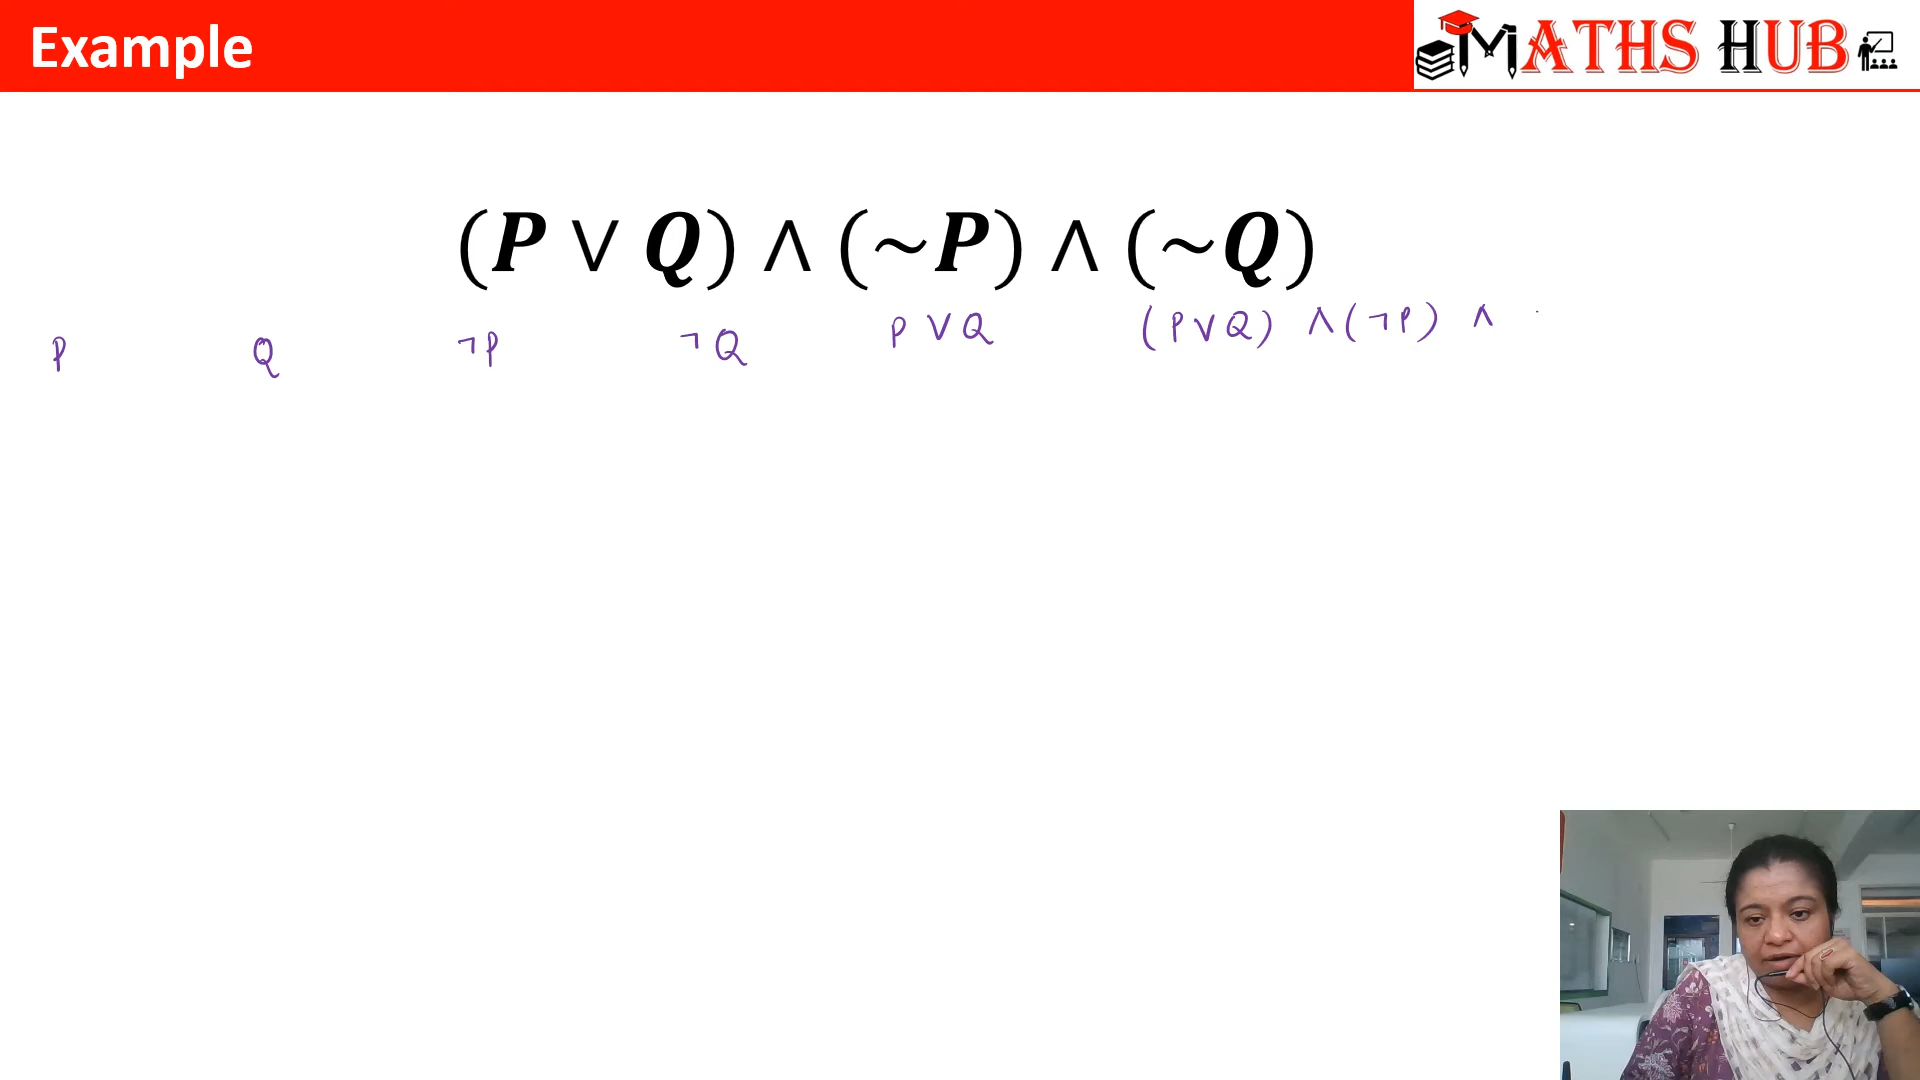 Example
MATHS HUB
(P ∨ Q) ∧ (~P) ∧ (~Q)
P Q ¬P ¬Q P ∨ Q (P ∨ Q) ∧ (¬P) ∧